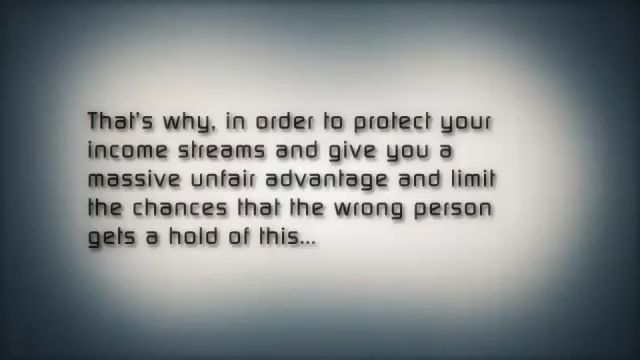 That's why, in order to protect your
income streams and give you a
massive unfair advantage and limit
the chances that the wrong person
gets a hold of this...